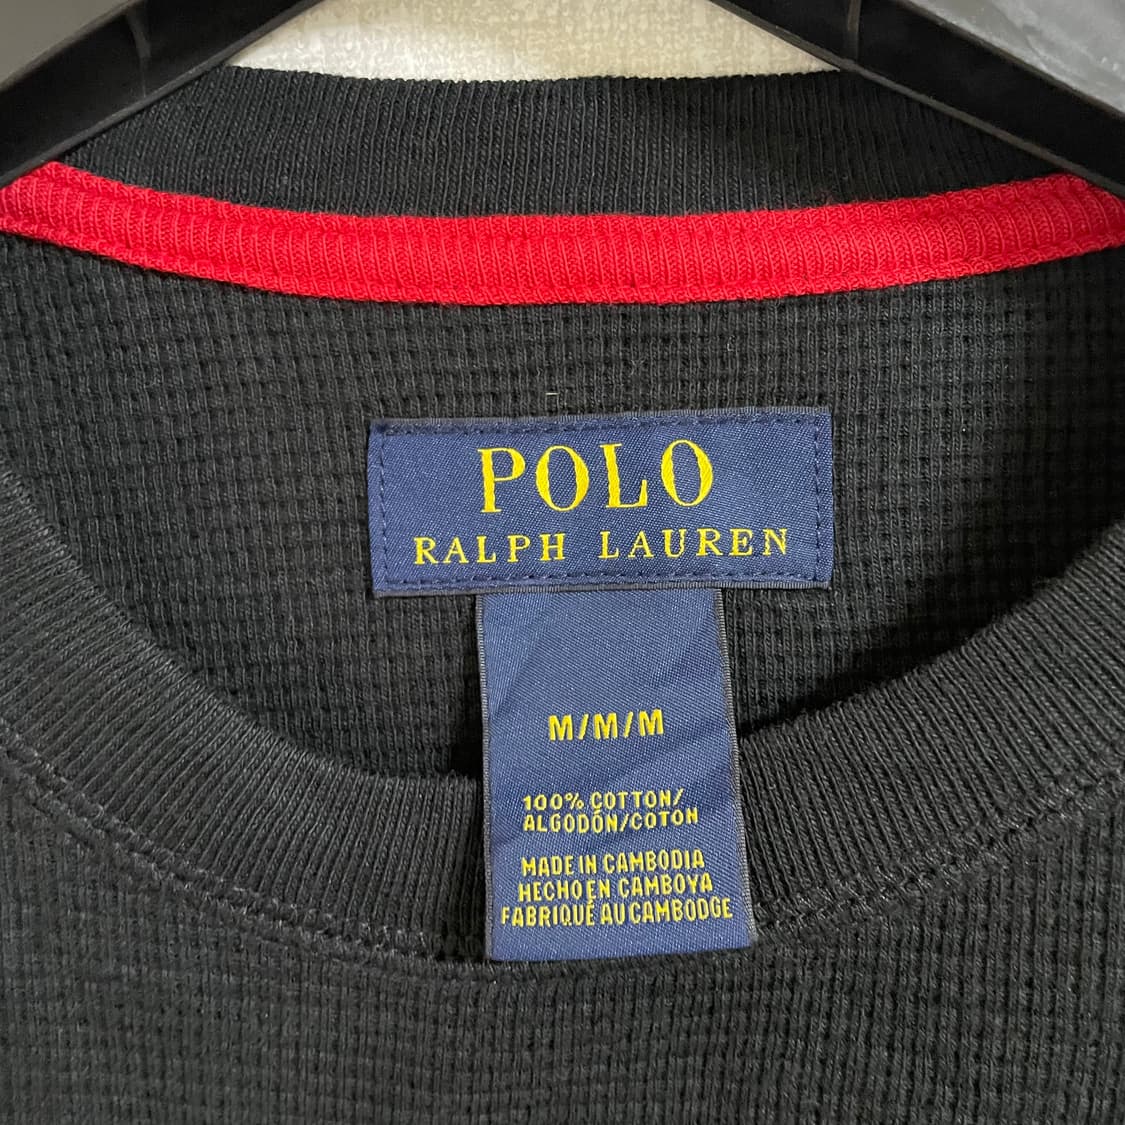 POLO
RALPH LAUREN
M/M/M
100% COTTON/
ALGODÓN/COTON
MADE IN CAMBODIA
HECHO EN CAMBOYA
FABRIQUÉ AU CAMBODGE